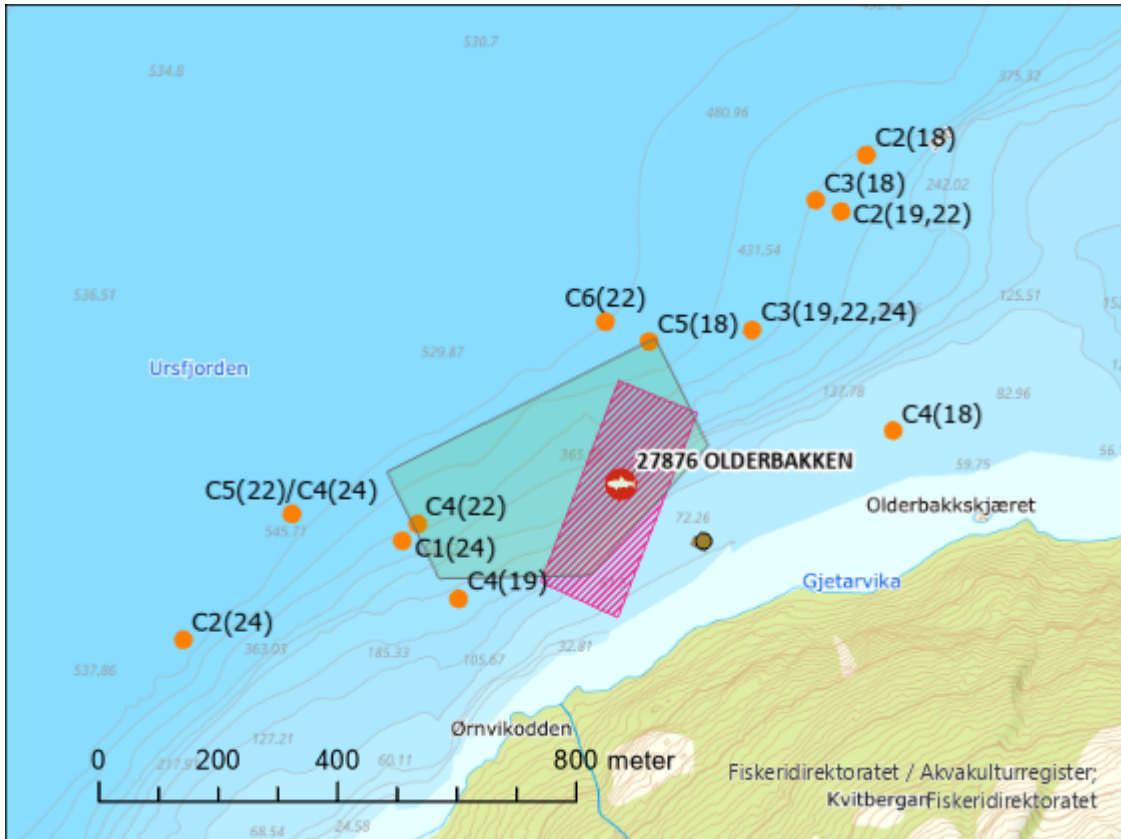 530.7
534.8
375.32
480.96
C2(18)
C3(18)
242.02
C2(19,22)
431.54
536.51
C6(22)
125.51
C5(18)
C3(19,22,24)
529.87
Ursfjorden
137.78
82.96
C4(18)
365.
27876 OLDERBAKKEN
59.75
C5(22)/C4(24)
Olderbakkskjæret
545.71
C4(22)
72.26
C1(24)
Gjetarvika
C4(19)
C2(24)
363.03
32.81
185.33
105.67
537.86
Ørnvikodden
127.21
60.11
0 200 400 800 meter
Fiskeridirektoratet / Akvakulturregister;
Kvitbergan Fiskeridirektoratet
68.54
24.58